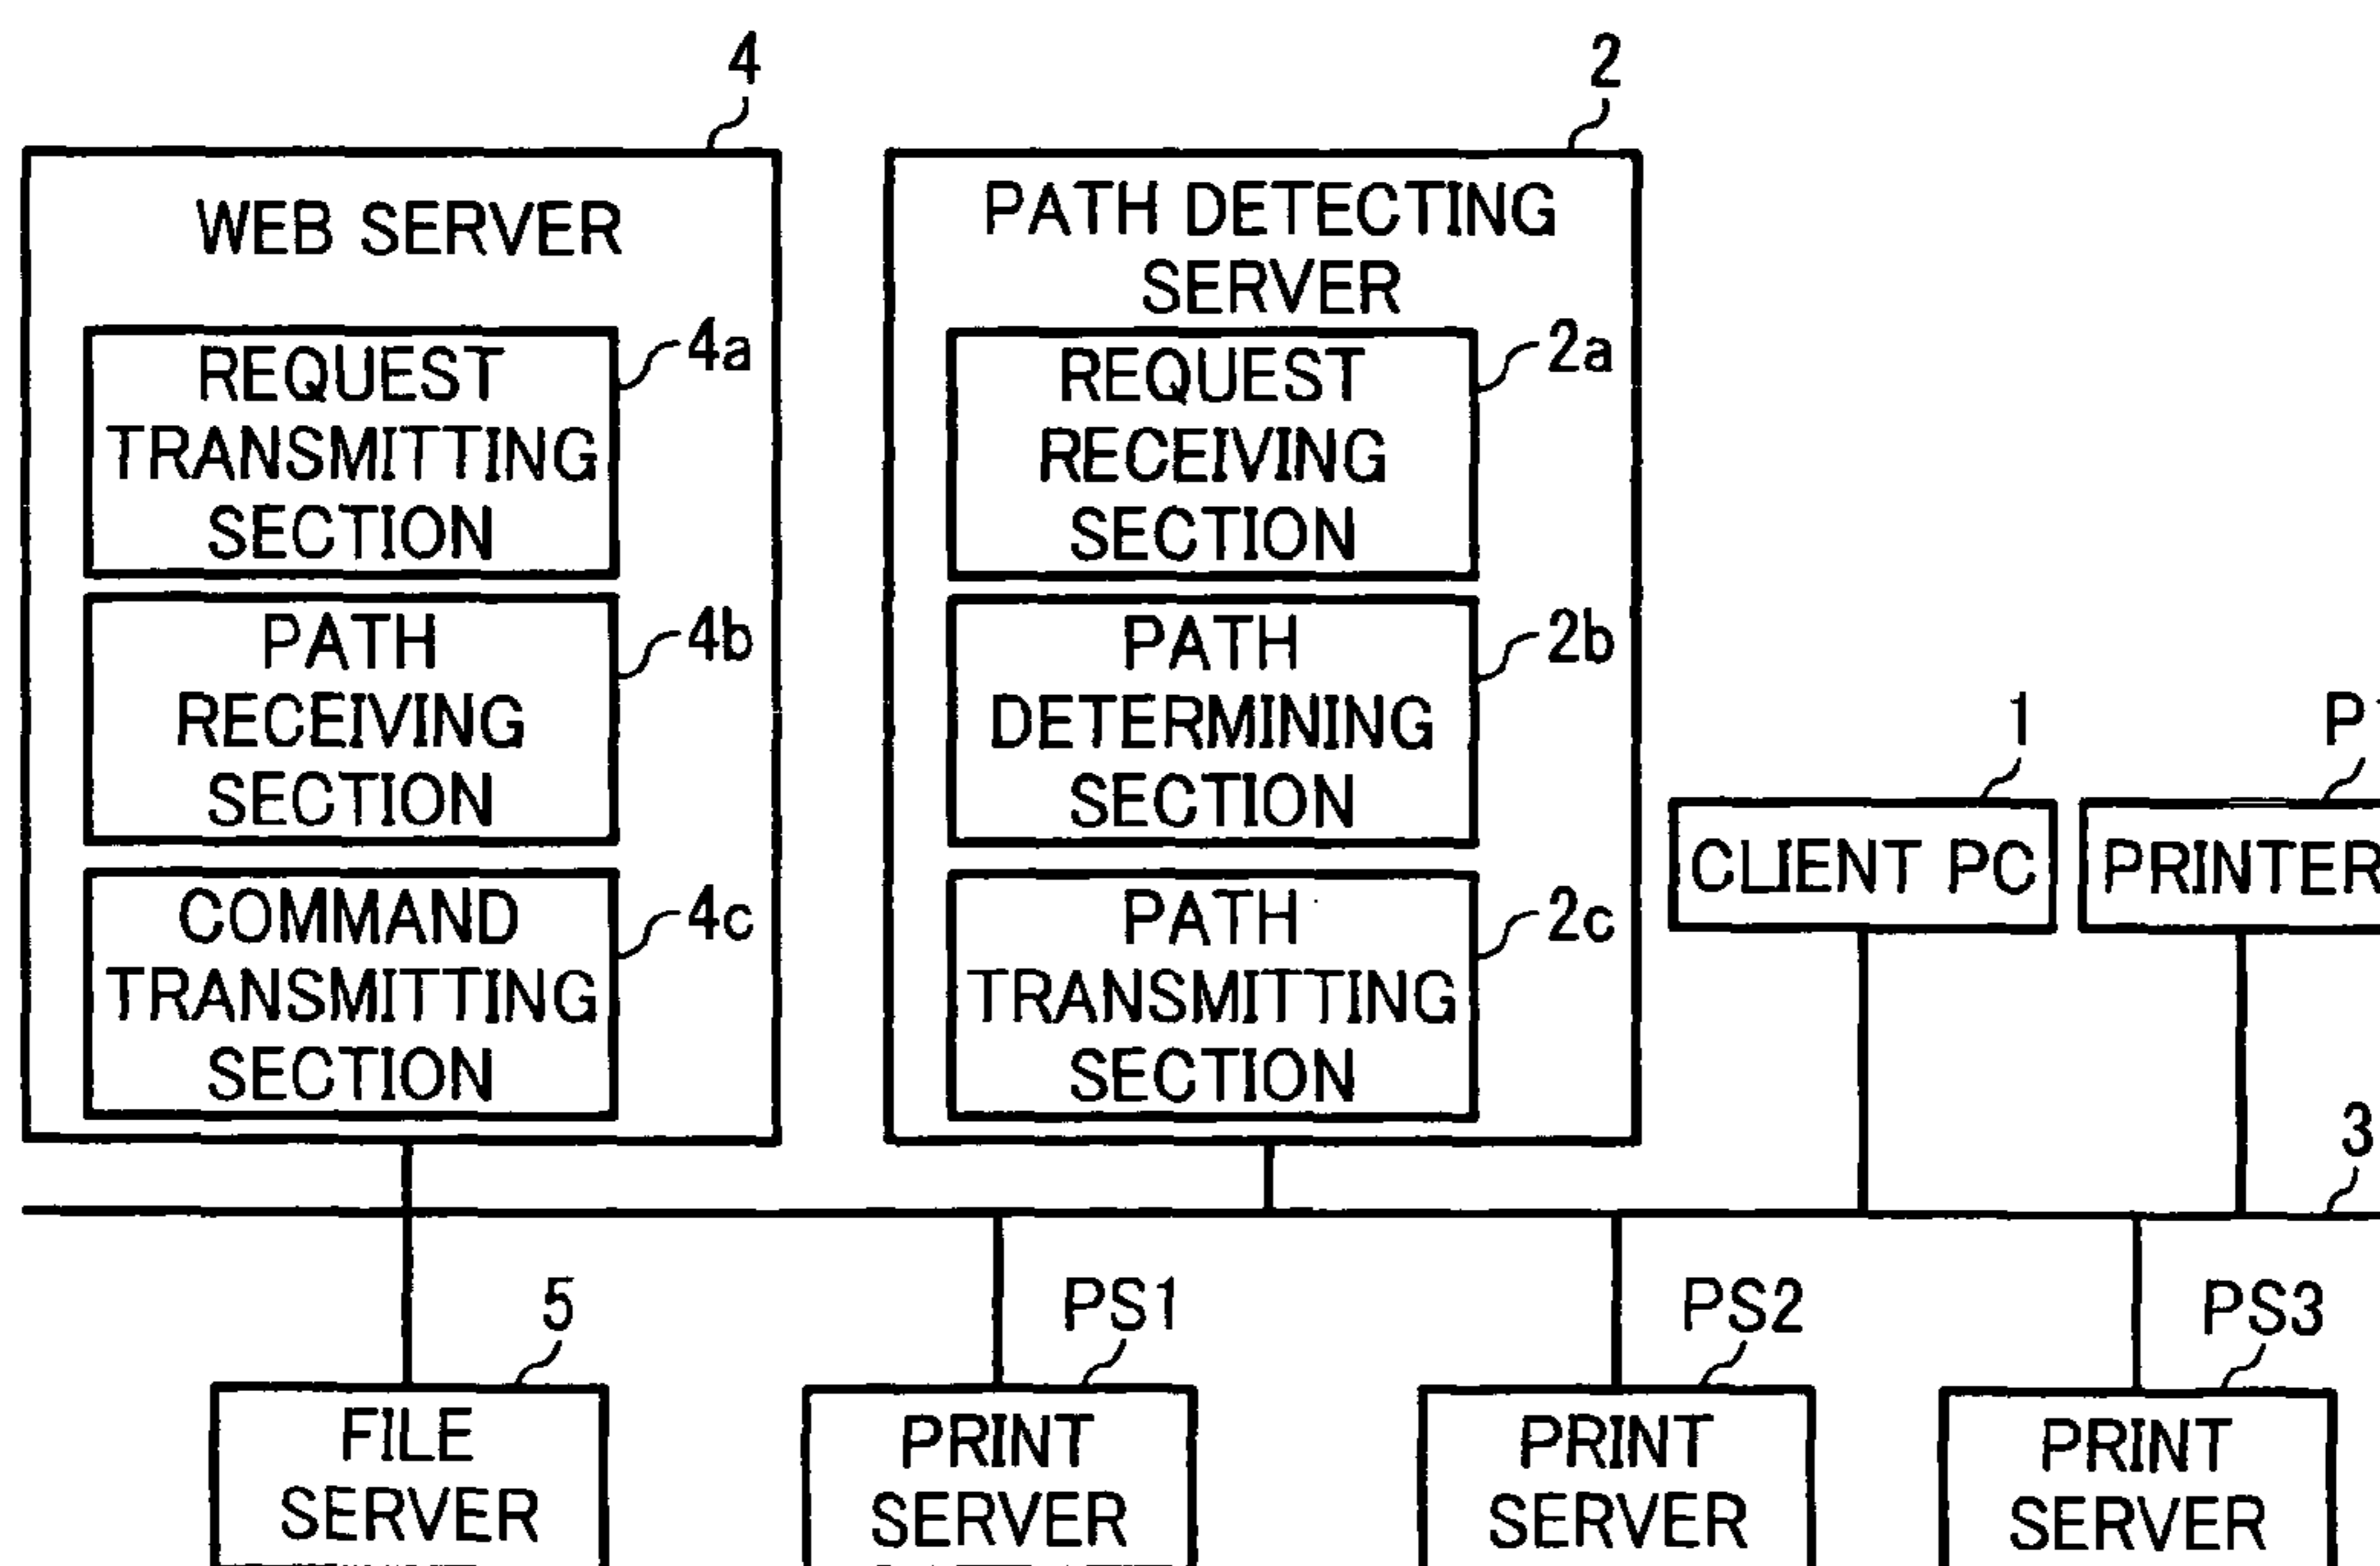 4
2
WEB SERVER
PATH DETECTING
SERVER
REQUEST
TRANSMITTING
SECTION
4a
REQUEST
RECEIVING
SECTION
2a
PATH
RECEIVING
SECTION
4b
PATH
DETERMINING
SECTION
2b
COMMAND
TRANSMITTING
SECTION
4c
PATH
TRANSMITTING
SECTION
2c
1
CLIENT PC
P1
PRINTER
3
5
FILE
SERVER
PS1
PRINT
SERVER
PS2
PRINT
SERVER
PS3
PRINT
SERVER